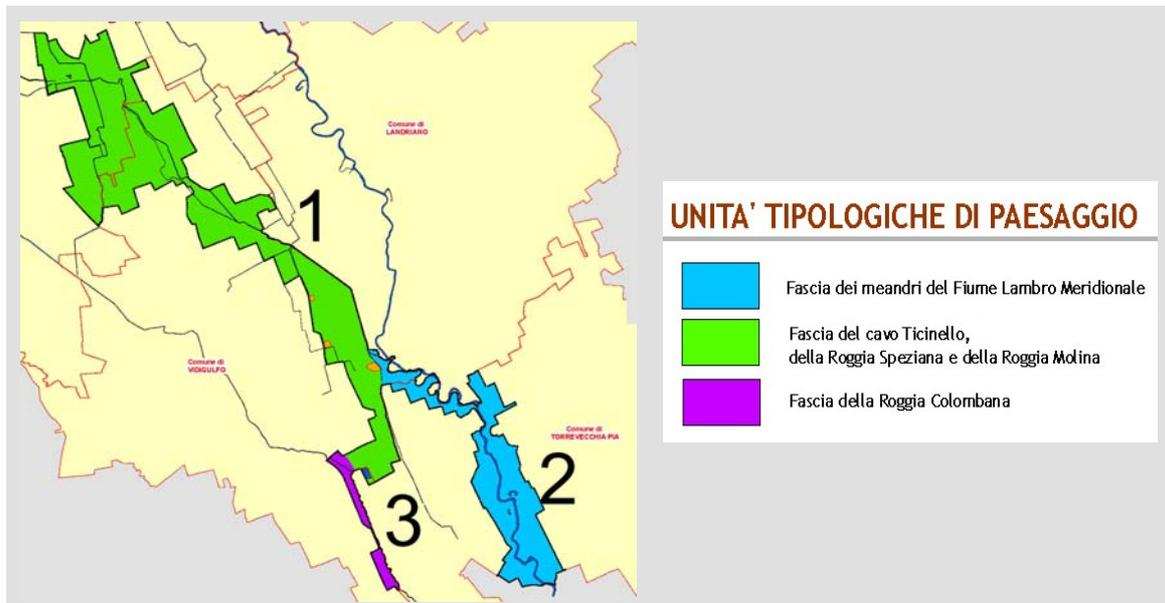 Comune di
LANDRIANO
1
Comune di
VIDIGULFO
Comune di
TORREVECCHIA PIA
2
3
UNITA' TIPOLOGICHE DI PAESAGGIO
Fascia dei meandri del Fiume Lambro Meridionale
Fascia del cavo Ticinello,
della Roggia Speziana e della Roggia Molina
Fascia della Roggia Colombana